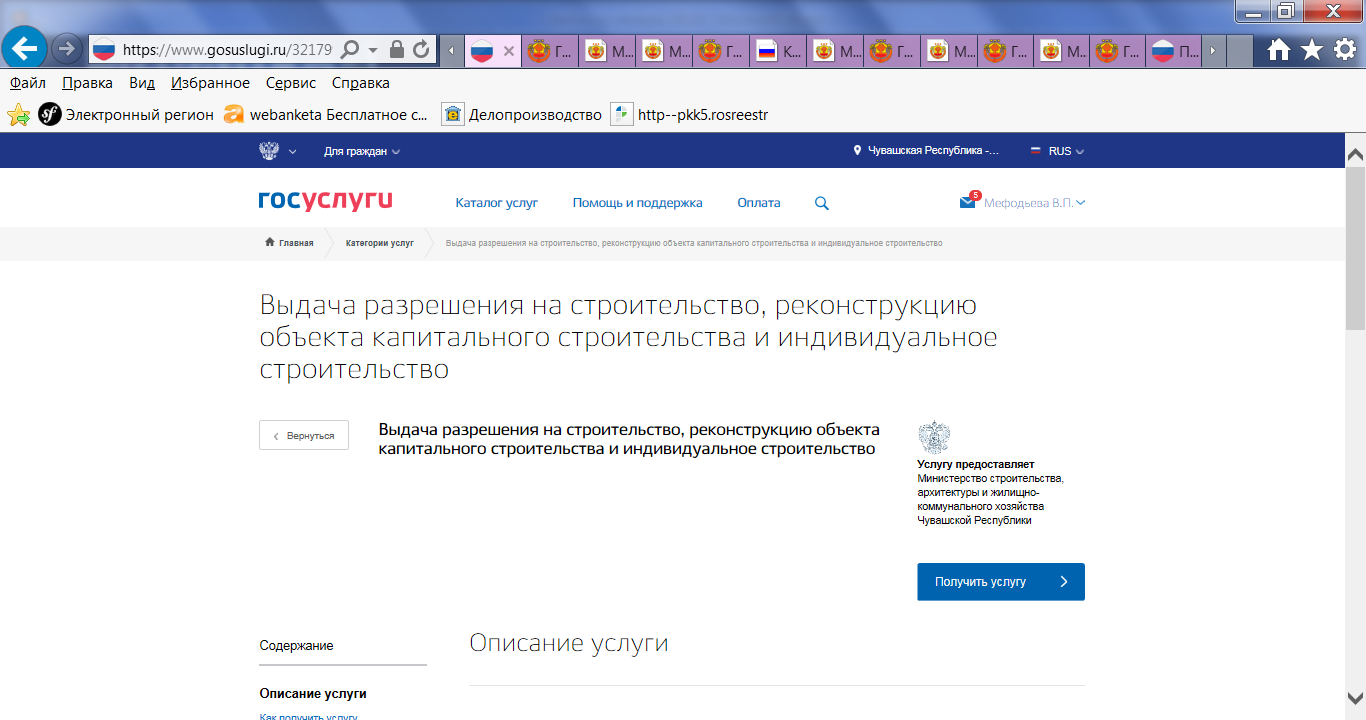 https://www.gosuslugi.ru/32179
Г...
М...
М...
Г...
К...
М...
Г...
М...
Г...
М...
Г...
П...
Файл Правка Вид Избранное Сервис Справка
Электронный регион
webanketa Бесплатное с...
Делопроизводство
http--pkk5.rosreestr
Для граждан
Чувашская Республика -...
RUS
госуслуги
Каталог услуг
Помощь и поддержка
Оплата
5
Мефодьева В.П.
Главная
Категории услуг
Выдача разрешения на строительство, реконструкцию объекта капитального строительства и индивидуальное строительство
Выдача разрешения на строительство, реконструкцию
объекта капитального строительства и индивидуальное
строительство
Вернуться
Выдача разрешения на строительство, реконструкцию объекта
капитального строительства и индивидуальное строительство
Услугу предоставляет
Министерство строительства,
архитектуры и жилищно-
коммунального хозяйства
Чувашской Республики
Получить услугу
Содержание
Описание услуги
Описание услуги
Как получить услугу